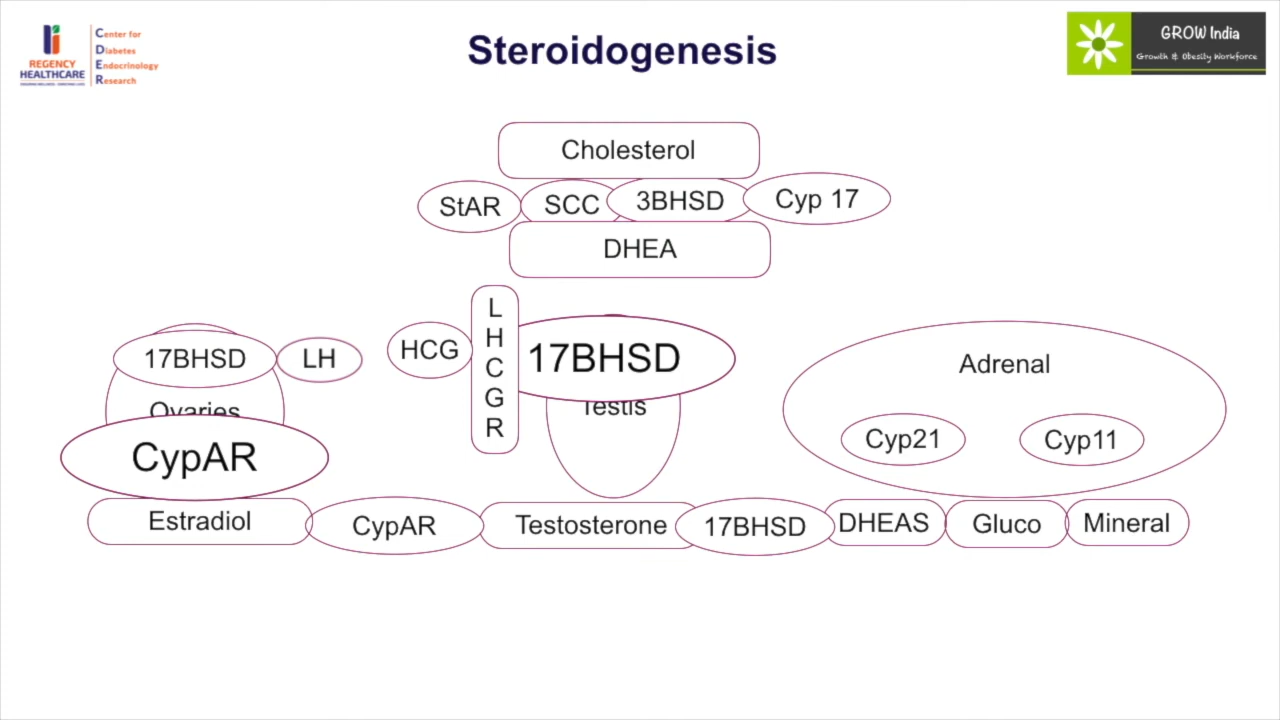 REGENCY
HEALTHCARE
Center for
Diabetes
Endocrinology
Research
Steroidogenesis
GROW India
Growth & Obesity Workforce
Cholesterol
StAR
SCC
3BHSD
Cyp 17
DHEA
17BHSD
LH
Ovaries
CypAR
HCG
L
H
C
G
R
17BHSD
Testis
Adrenal
Cyp21
Cyp11
Estradiol
CypAR
Testosterone
17BHSD
DHEAS
Gluco
Mineral